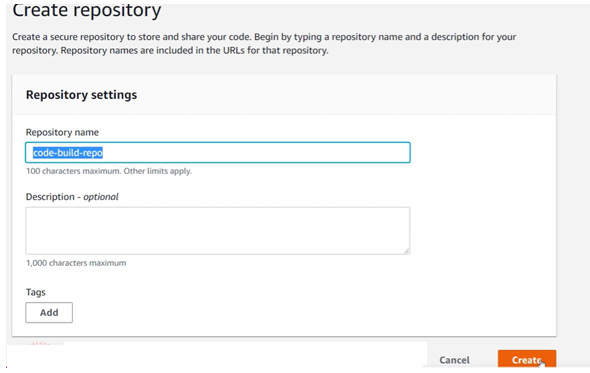 Create repository
Create a secure repository to store and share your code. Begin by typing a repository name and a description for your
repository. Repository names are included in the URLs for that repository.
Repository settings
Repository name
code-build-repo
100 characters maximum. Other limits apply.
Description - optional
1,000 characters maximum
Tags
Add
Cancel
Create